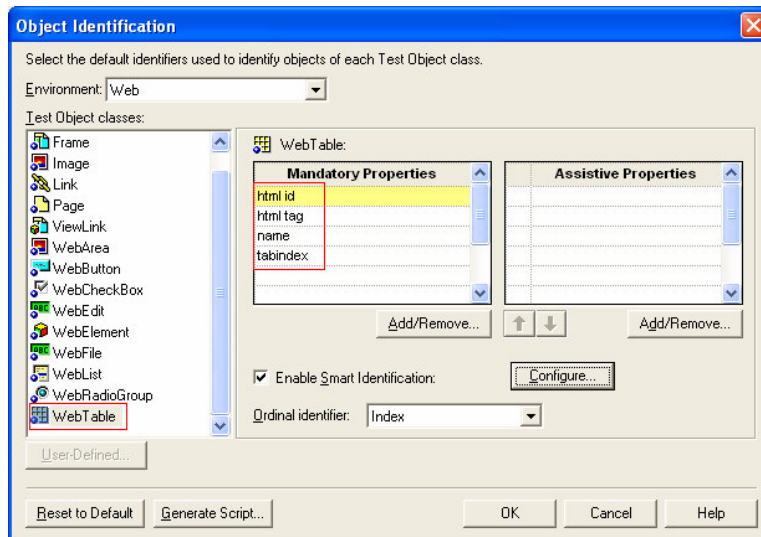 Object Identification
Select the default identifiers used to identify objects of each Test Object class.
Environment: Web
Test Object classes:
Frame
Image
Link
Page
ViewLink
WebArea
WebButton
WebCheckBox
WebEdit
WebElement
WebFile
WebList
WebRadioGroup
WebTable
User-Defined...
WebTable:
Mandatory Properties
html id
html tag
name
tabindex
Add/Remove...
Assistive Properties
Add/Remove...
Enable Smart Identification:
Configure...
Ordinal identifier: Index
Reset to Default
Generate Script...
OK
Cancel
Help